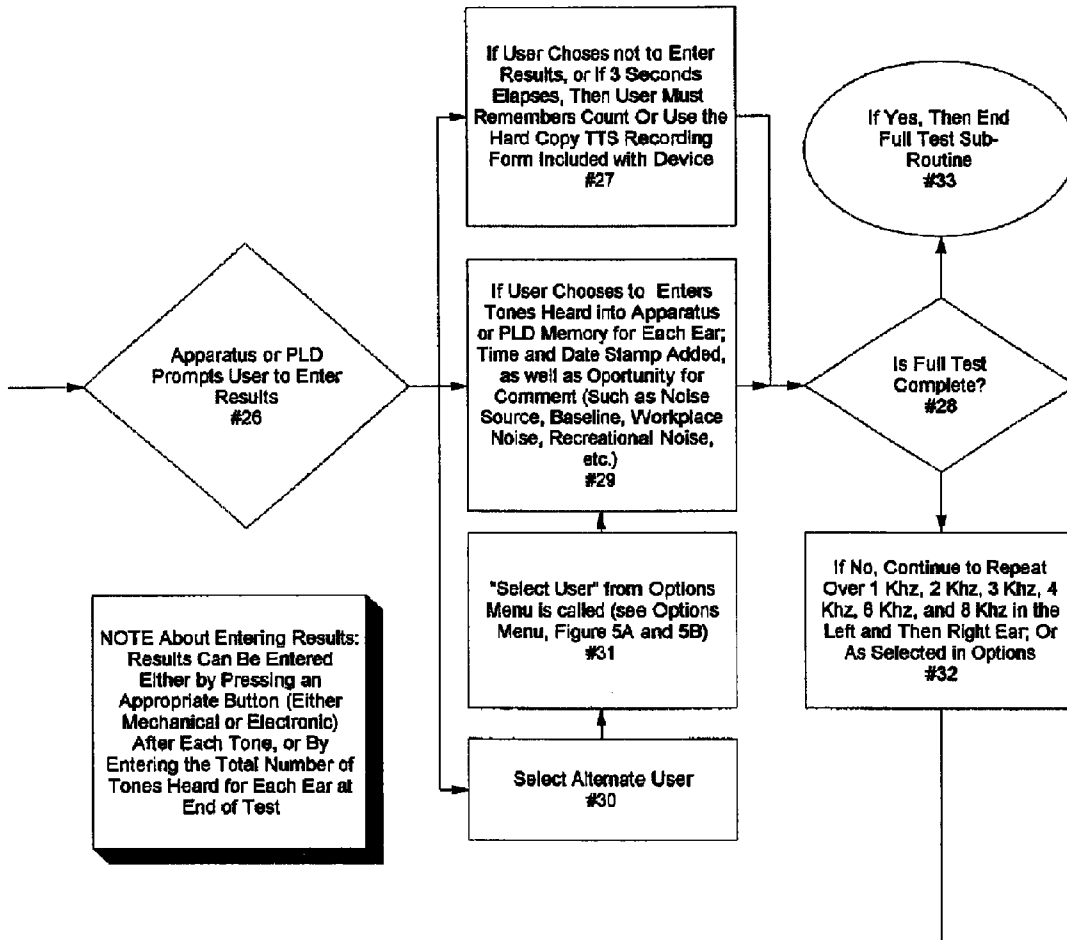 If User Choses not to Enter
Results, or If 3 Seconds
Elapses, Then User Must
Remembers Count Or Use the
Hard Copy TTS Recording
Form Included with Device
#27
If Yes, Then End
Full Test Sub-
Routine
#33
Apparatus or PLD
Prompts User to Enter
Results
#26
If User Chooses to Enters
Tones Heard into Apparatus
or PLD Memory for Each Ear;
Time and Date Stamp Added,
as well as Oportunity for
Comment (Such as Noise
Source, Baseline, Workplace
Noise, Recreational Noise,
etc.)
#29
Is Full Test
Complete?
#28
"Select User" from Options
Menu is called (see Options
Menu, Figure 5A and 5B)
#31
If No, Continue to Repeat
Over 1 Khz, 2 Khz, 3 Khz, 4
Khz, 6 Khz, and 8 Khz in the
Left and Then Right Ear; Or
As Selected in Options
#32
NOTE About Entering Results:
Results Can Be Entered
Either by Pressing an
Appropriate Button (Either
Mechanical or Electronic)
After Each Tone, or By
Entering the Total Number of
Tones Heard for Each Ear at
End of Test
Select Alternate User
#30